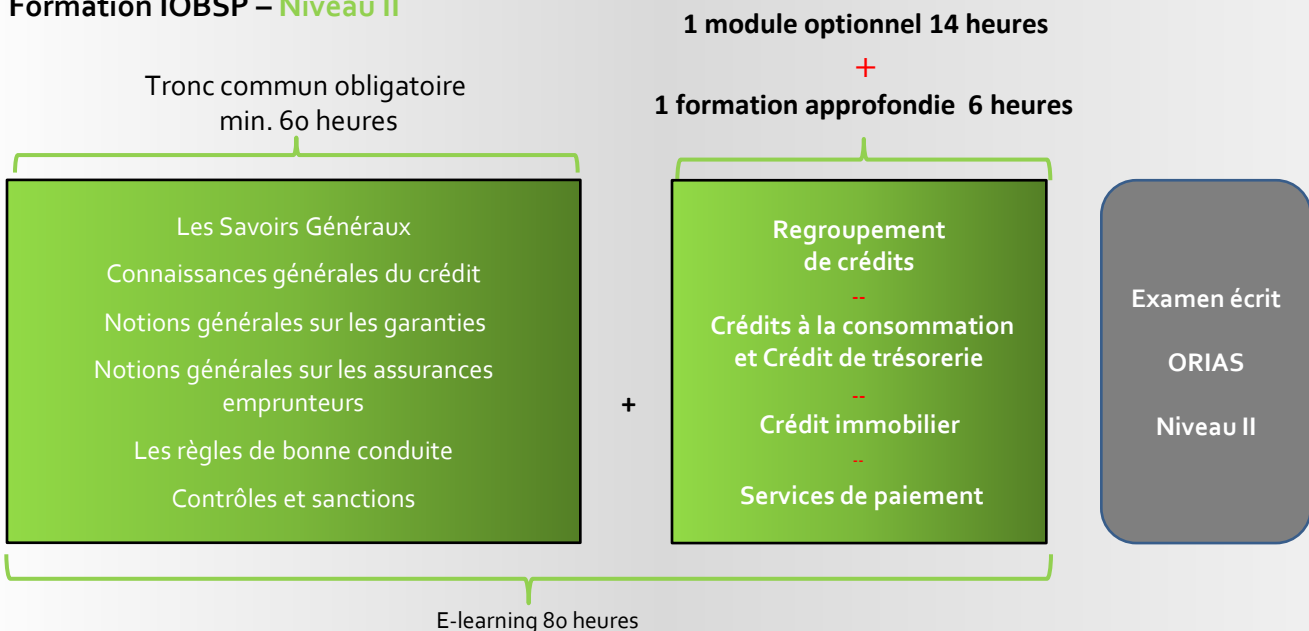 Formation IOBSP – Niveau II
1 module optionnel 14 heures
+
1 formation approfondie 6 heures
Tronc commun obligatoire
min. 60 heures
Les Savoirs Généraux
Connaissances générales du crédit
Notions générales sur les garanties
Notions générales sur les assurances
emprunteurs
Les règles de bonne conduite
Contrôles et sanctions
+
Regroupement
de crédits
--
Crédits à la consommation
et Crédit de trésorerie
--
Crédit immobilier
--
Services de paiement
Examen écrit
ORIAS
Niveau II
E-learning 80 heures